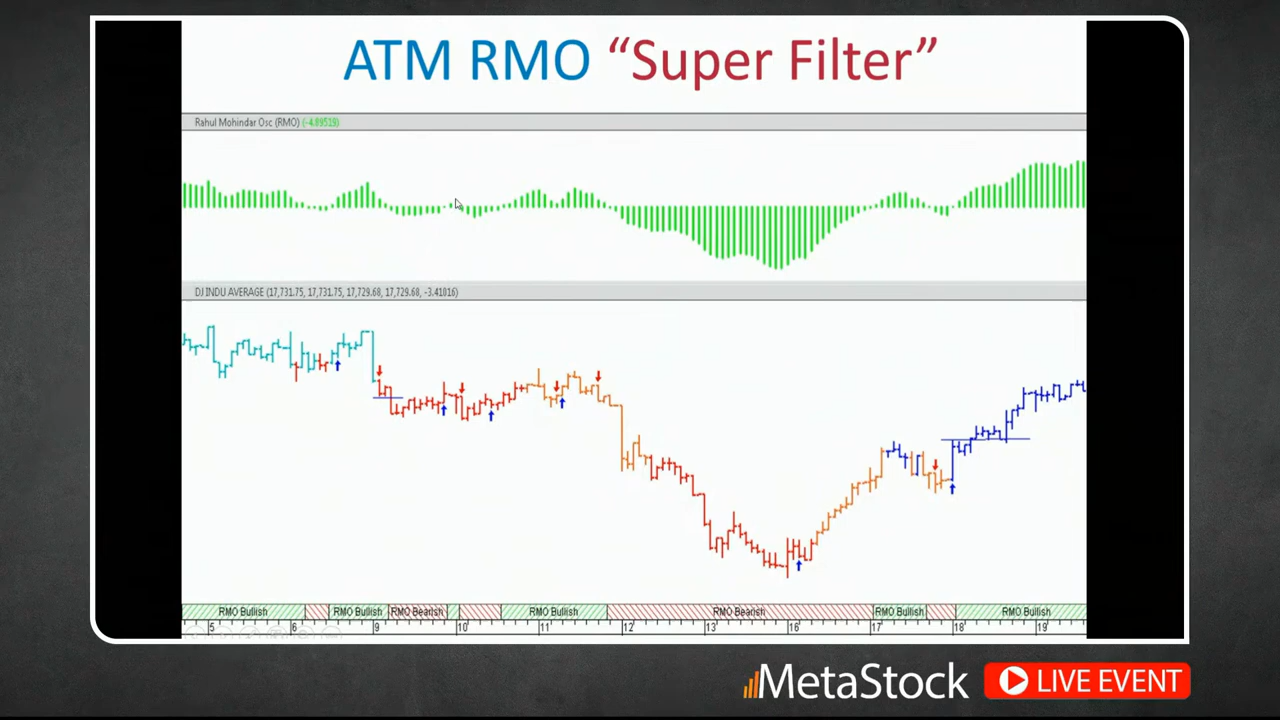 ATM RMO “Super Filter”
Rahul Mohindar Osc (RMO) (-4.89519)
DJ INDU AVERAGE (17,731.75, 17,731.75, 17,729.68, 17,729.68, -3.41016)
RMO Bullish RMO Bullish RMO Bearish RMO Bullish RMO Bearish RMO Bullish RMO Bullish
5 6 9 10 11 12 13 16 17 18 19
MetaStock LIVE EVENT